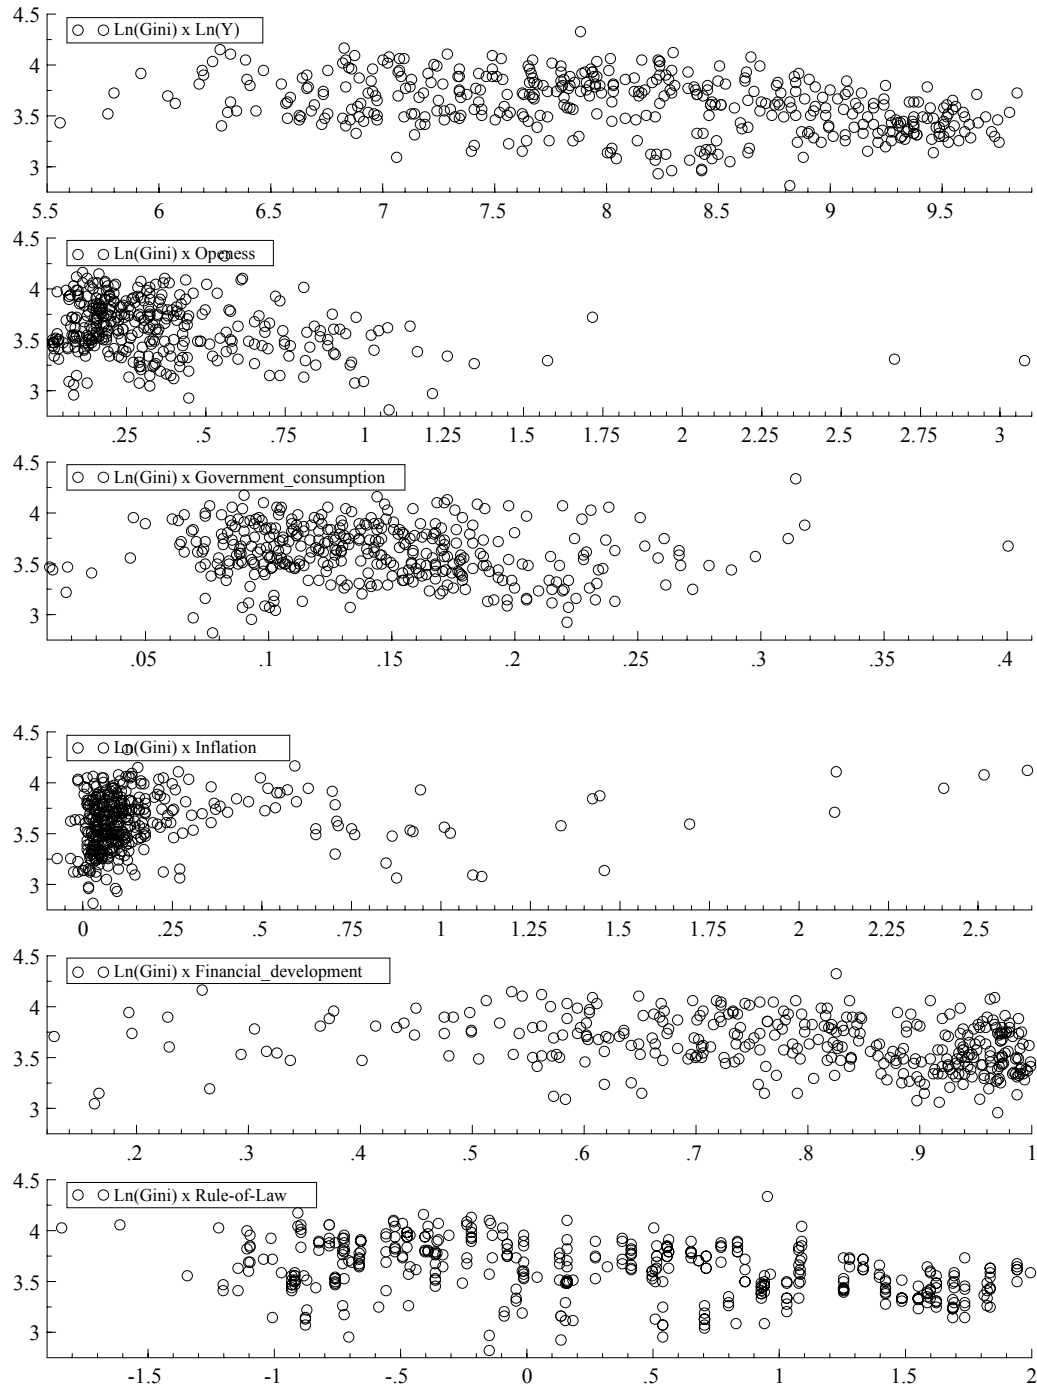 4.5
Ln(Gini) x Ln(Y)
4
3.5
3
5.5 6 6.5 7 7.5 8 8.5 9 9.5
4.5
Ln(Gini) x Openess
4
3.5
3
.25 .5 .75 1 1.25 1.5 1.75 2 2.25 2.5 2.75 3
4.5
Ln(Gini) x Government_consumption
4
3.5
3
.05 .1 .15 .2 .25 .3 .35 .4
4.5
Ln(Gini) x Inflation
4
3.5
3
0 .25 .5 .75 1 1.25 1.5 1.75 2 2.25 2.5
4.5
Ln(Gini) x Financial_development
4
3.5
3
.2 .3 .4 .5 .6 .7 .8 .9 1
4.5
Ln(Gini) x Rule-of-Law
4
3.5
3
-1.5 -1 -.5 0 .5 1 1.5 2